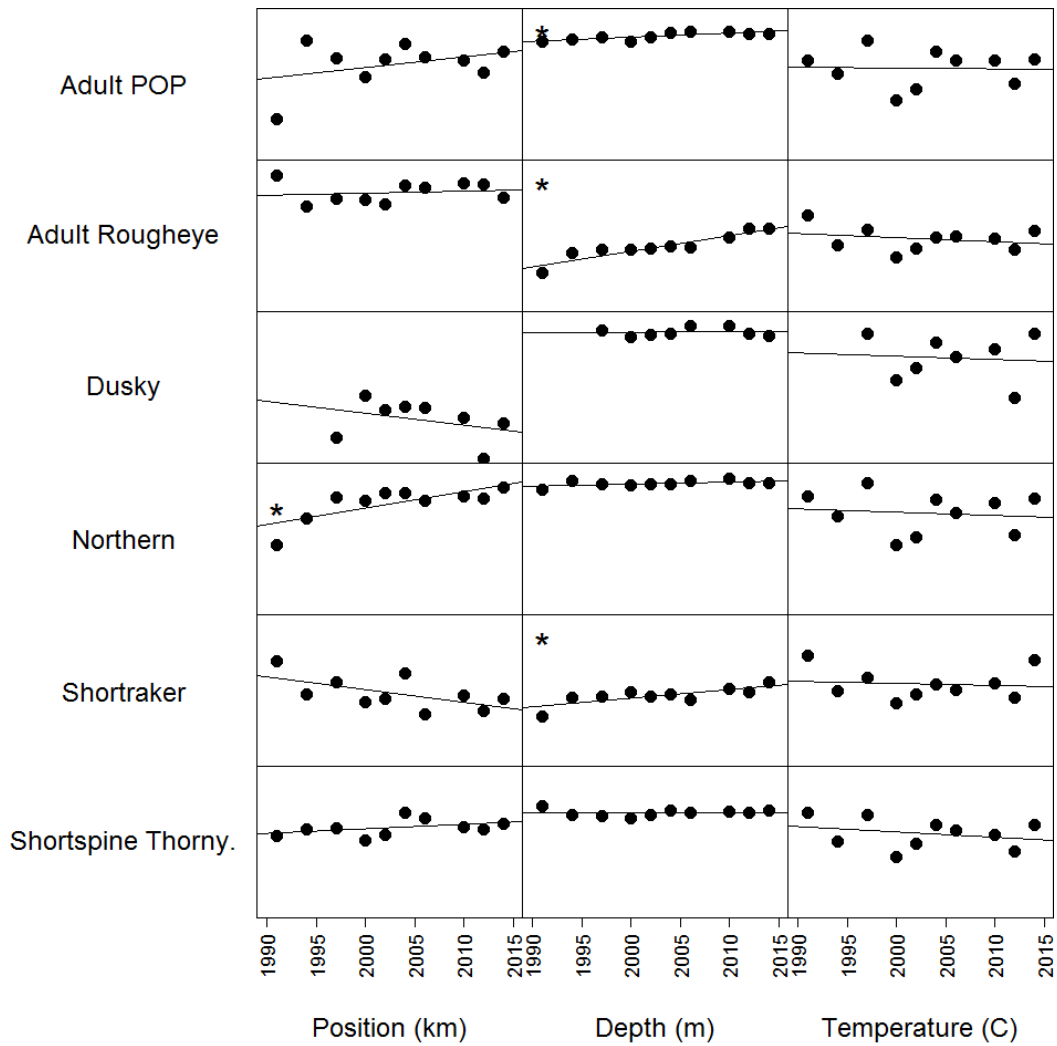 Adult POP
*
Adult Rougheye
*
Dusky
Northern
*
Shortraker
*
Shortspine Thorny.
1990 1995 2000 2005 2010 2015 1990 1995 2000 2005 2010 2015 1990 1995 2000 2005 2010 2015
Position (km) Depth (m) Temperature (C)